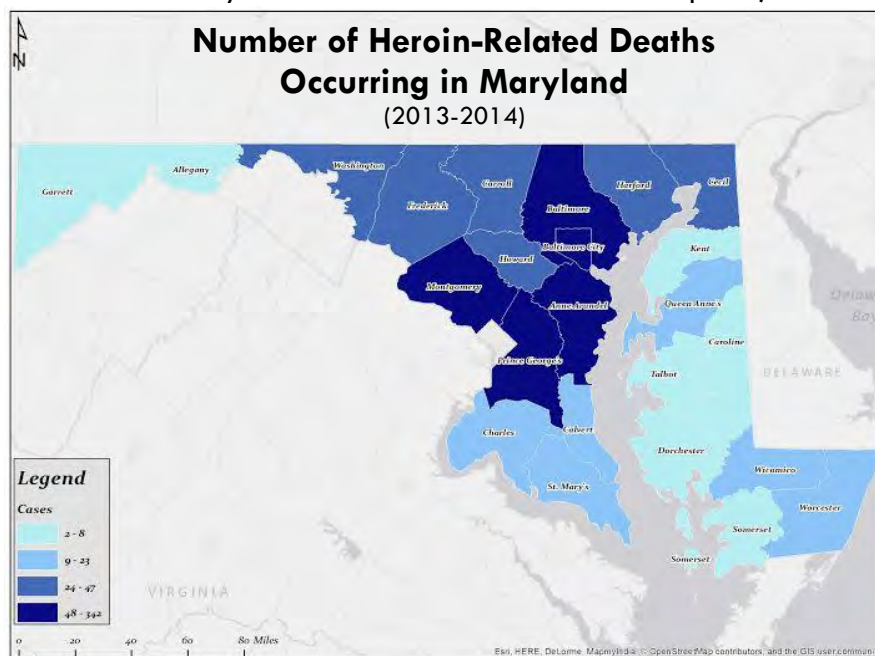 N
Number of Heroin-Related Deaths
Occurring in Maryland
(2013-2014)
Garrett
Allegany
Washington
Frederick
Carroll
Baltimore
Harford
Cecil
Baltimore City
Howard
Kent
Montgomery
Anne Arundel
Queen Anne's
Prince George's
Caroline
Talbot
Charles
Calvert
Dorchester
St. Mary's
Wicomico
Worcester
Somerset
Somerset
DELAWARE
VIRGINIA
Legend
Cases
2 - 8
9 - 23
24 - 47
48 - 342
0 20 40 60 80 Miles
Esri, HERE, DeLorme, MapmyIndia, © OpenStreetMap contributors, and the GIS user